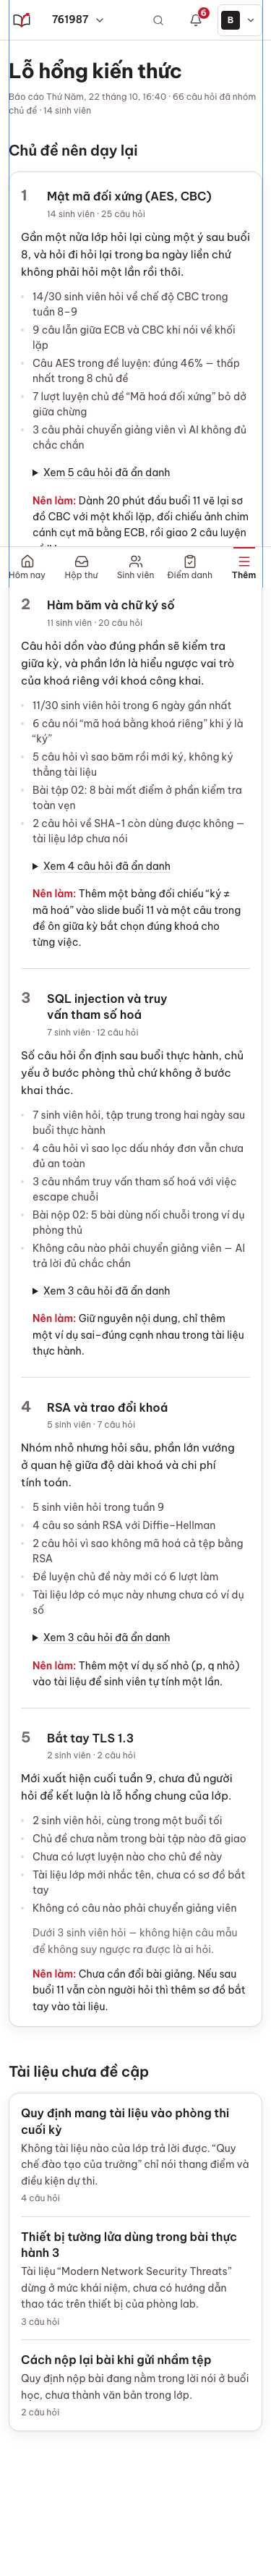 761987
6
B
Lỗ hổng kiến thức
Báo cáo Thứ Năm, 22 tháng 10, 16:40 · 66 câu hỏi đã nhóm
chủ đề · 14 sinh viên
Chủ đề nên dạy lại
1 Mật mã đối xứng (AES, CBC)
14 sinh viên · 25 câu hỏi
Gần một nửa lớp hỏi lại cùng một ý sau buổi
8, và hỏi đi hỏi lại trong ba ngày liền chứ
không phải hỏi một lần rồi thôi.
14/30 sinh viên hỏi về chế độ CBC trong
tuần 8–9
9 câu lẫn giữa ECB và CBC khi nói về khối
lặp
Câu AES trong đề luyện: đúng 46% — thấp
nhất trong 8 chủ đề
7 lượt luyện chủ đề “Mã hoá đối xứng” bỏ dở
giữa chừng
3 câu phải chuyển giảng viên vì AI không đủ
chắc chắn
Xem 5 câu hỏi đã ẩn danh
Nên làm: Dành 20 phút đầu buổi 11 vẽ lại sơ
đồ CBC với một khối lặp, đối chiếu ảnh chim
cánh cụt mã bằng ECB, rồi giao 2 câu luyện
Hôm nay
Hộp thư
Sinh viên
Điểm danh
Thêm
2 Hàm băm và chữ ký số
11 sinh viên · 20 câu hỏi
Câu hỏi dồn vào đúng phần sẽ kiểm tra
giữa kỳ, và phần lớn là hiểu ngược vai trò
của khoá riêng với khoá công khai.
11/30 sinh viên hỏi trong 6 ngày gần nhất
6 câu nói “mã hoá bằng khoá riêng” khi ý là
“ký”
5 câu hỏi vì sao băm rồi mới ký, không ký
thẳng tài liệu
Bài tập 02: 8 bài mất điểm ở phần kiểm tra
toàn vẹn
2 câu hỏi về SHA-1 còn dùng được không —
tài liệu lớp chưa nói
Xem 4 câu hỏi đã ẩn danh
Nên làm: Thêm một bảng đối chiếu “ký ≠
mã hoá” vào slide buổi 11 và một câu trong
đề ôn giữa kỳ bắt chọn đúng khoá cho
từng việc.
3 SQL injection và truy
vấn tham số hoá
7 sinh viên · 12 câu hỏi
Số câu hỏi ổn định sau buổi thực hành, chủ
yếu ở bước phòng thủ chứ không ở bước
khai thác.
7 sinh viên hỏi, tập trung trong hai ngày sau
buổi thực hành
4 câu hỏi vì sao lọc dấu nháy đơn vẫn chưa
đủ an toàn
3 câu nhầm truy vấn tham số hoá với việc
escape chuỗi
Bài nộp 02: 5 bài dùng nối chuỗi trong ví dụ
phòng thủ
Không câu nào phải chuyển giảng viên — AI
trả lời đủ chắc chắn
Xem 3 câu hỏi đã ẩn danh
Nên làm: Giữ nguyên nội dung, chỉ thêm
một ví dụ sai–đúng cạnh nhau trong tài liệu
thực hành.
4 RSA và trao đổi khoá
5 sinh viên · 7 câu hỏi
Nhóm nhỏ nhưng hỏi sâu, phần lớn vướng
ở quan hệ giữa độ dài khoá và chi phí
tính toán.
5 sinh viên hỏi trong tuần 9
4 câu so sánh RSA với Diffie–Hellman
2 câu hỏi vì sao không mã hoá cả tệp bằng
RSA
Đề luyện chủ đề này mới có 6 lượt làm
Tài liệu lớp có mục này nhưng chưa có ví dụ
số
Xem 3 câu hỏi đã ẩn danh
Nên làm: Thêm một ví dụ số nhỏ (p, q nhỏ)
vào tài liệu để sinh viên tự tính một lần.
5 Bắt tay TLS 1.3
2 sinh viên · 2 câu hỏi
Mới xuất hiện cuối tuần 9, chưa đủ người
hỏi để kết luận là lỗ hổng chung của lớp.
2 sinh viên hỏi, cùng trong một buổi tối
Chủ đề chưa nằm trong bài tập nào đã giao
Chưa có lượt luyện nào cho chủ đề này
Tài liệu lớp mới nhắc tên, chưa có sơ đồ bắt
tay
Không có câu nào phải chuyển giảng viên
Dưới 3 sinh viên hỏi — không hiện câu mẫu
để không suy ngược ra được là ai hỏi.
Nên làm: Chưa cần đổi bài giảng. Nếu sau
buổi 11 vẫn còn người hỏi thì thêm sơ đồ bắt
tay vào tài liệu.
Tài liệu chưa đề cập
Quy định mang tài liệu vào phòng thi
cuối kỳ
Không tài liệu nào của lớp trả lời được. “Quy
chế đào tạo của trường” chỉ nói thang điểm và
điều kiện dự thi.
4 câu hỏi
Thiết bị tường lửa dùng trong bài thực
hành 3
Tài liệu “Modern Network Security Threats”
dừng ở mức khái niệm, chưa có hướng dẫn
thao tác trên thiết bị của phòng lab.
3 câu hỏi
Cách nộp lại bài khi gửi nhầm tệp
Quy định nộp bài đang nằm trong lời nói ở buổi
học, chưa thành văn bản trong lớp.
2 câu hỏi